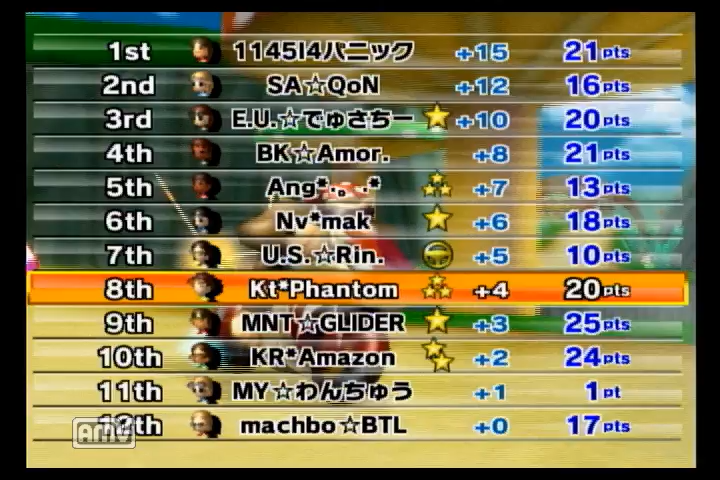 1st 114514パニック +15 21pts
2nd SA☆QoN +12 16pts
3rd E.U.☆でゅさちー +10 20pts
4th BK☆Amor. +8 21pts
5th Ang*·.｡ .·* +7 13pts
6th Nv*mak +6 18pts
7th U.S.☆Rin. +5 10pts
8th Kt*Phantom +4 20pts
9th MNT☆GLIDER +3 25pts
10th KR*Amazon +2 24pts
11th MY☆わんちゅう +1 1pt
12th machbo☆BTL +0 17pts
AMV